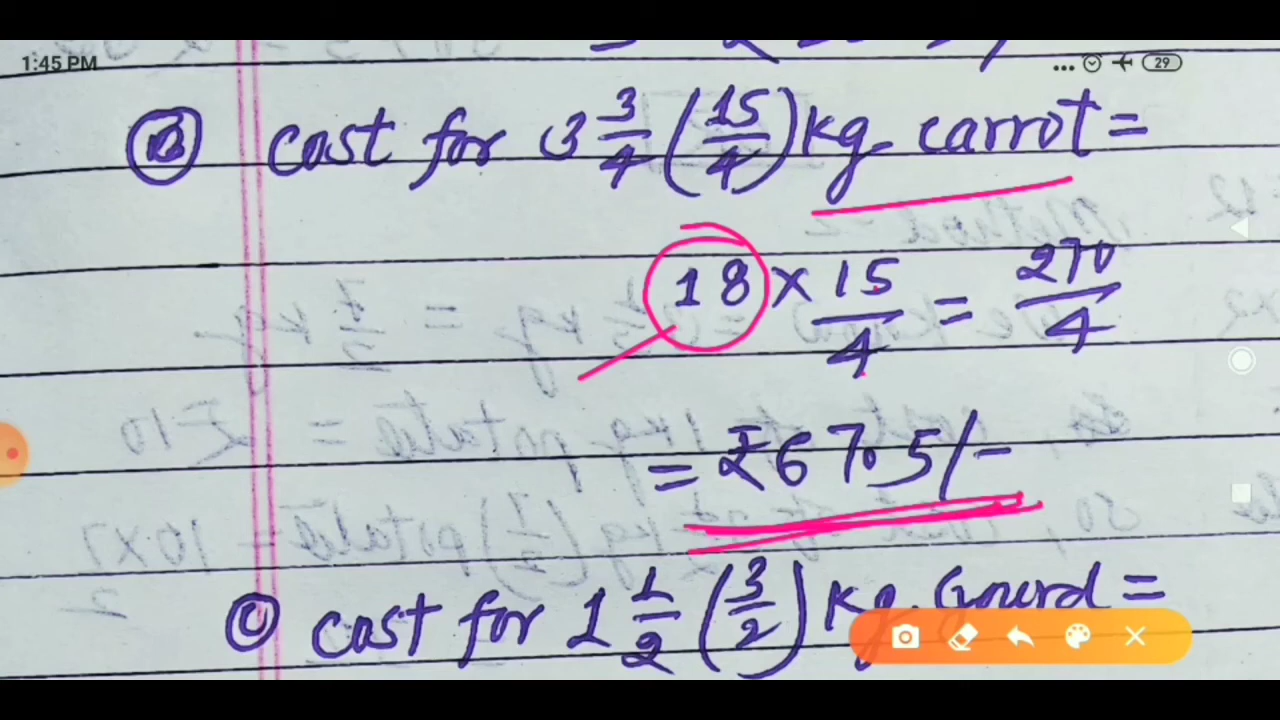 1:45 PM
29
(B) cost for 3 3/4 (15/4) kg. carrot =
18 × 15/4 = 270/4
= ₹67.5/-
(C) cost for 1 1/2 (3/2) kg. Gourd =